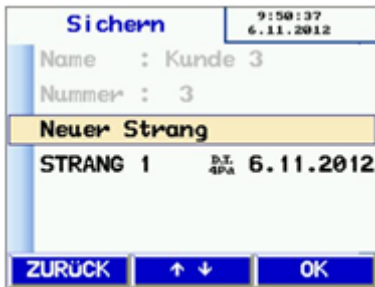 Sichern
9:50:37
6.11.2012
Name : Kunde 3
Nummer : 3
Neuer Strang
STRANG 1 D.T. 4Pa 6.11.2012
ZURÜCK ↑ ↓ OK